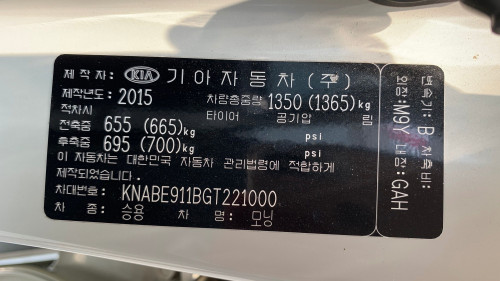 제 작 자: KIA 기아자동차 (주)
제작년도: 2015 차량총중량 1350 (1365)kg
적차시 타이어 공기압 림
전축중 655 (665)kg psi
후축중 695 (700)kg psi
이 자동차는 대한민국 자동차 관리법령에 적합하게
제작되었습니다.
차대번호: KNABE911BGT221000
차 종: 승용 차 명: 모닝
변속기: B 차축비:
외장: M9Y 내장: GAH